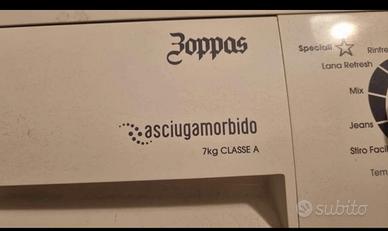 Zoppas
Speciali
Rinfre
Lana Refresh
Mix
asciugamorbido
7kg CLASSE A
Jeans
Stiro Facil
Tem
subito